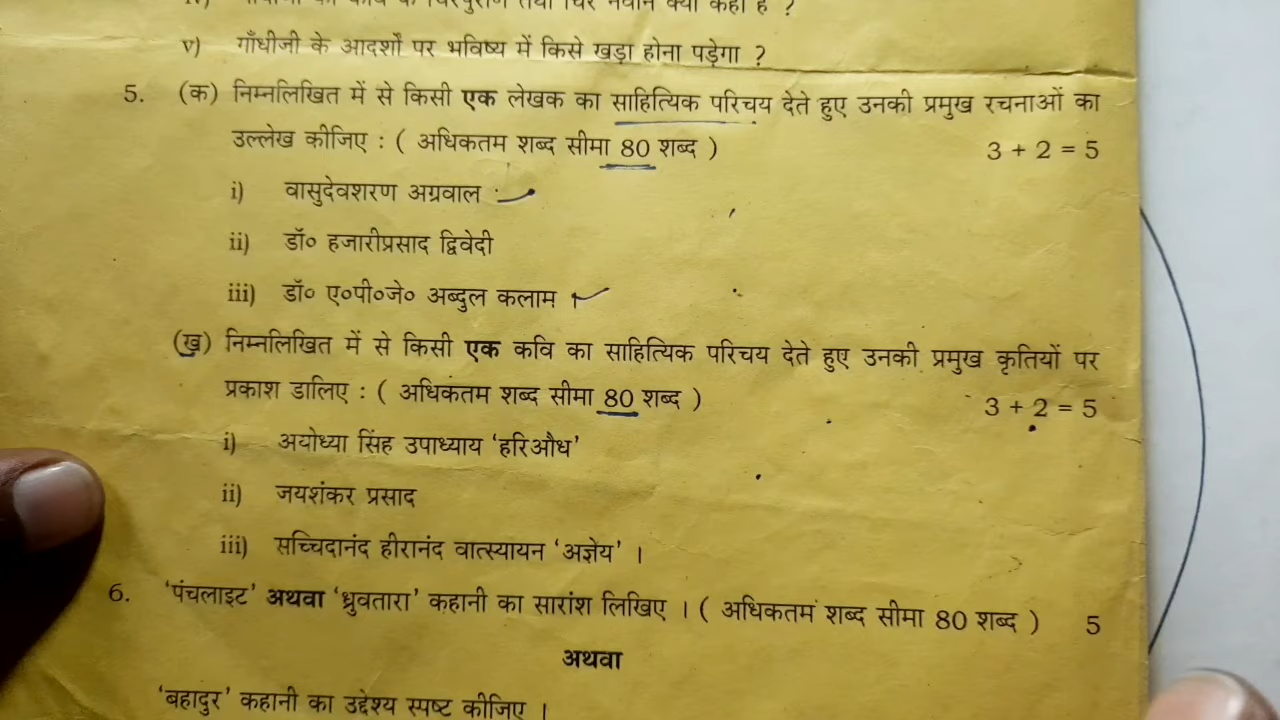 v) गाँधीजी के आदर्शों पर भविष्य में किसे खड़ा होना पड़ेगा ?
5. (क) निम्नलिखित में से किसी एक लेखक का साहित्यिक परिचय देते हुए उनकी प्रमुख रचनाओं का
उल्लेख कीजिए : ( अधिकतम शब्द सीमा 80 शब्द ) 3 + 2 = 5
i) वासुदेवशरण अग्रवाल
ii) डॉ० हजारीप्रसाद द्विवेदी
iii) डॉ० ए०पी०जे० अब्दुल कलाम
(ख) निम्नलिखित में से किसी एक कवि का साहित्यिक परिचय देते हुए उनकी प्रमुख कृतियों पर
प्रकाश डालिए : ( अधिकतम शब्द सीमा 80 शब्द ) 3 + 2 = 5
i) अयोध्या सिंह उपाध्याय ‘हरिऔध’
ii) जयशंकर प्रसाद
iii) सच्चिदानंद हीरानंद वात्स्यायन ‘अज्ञेय’ ।
6. ‘पंचलाइट’ अथवा ‘ध्रुवतारा’ कहानी का सारांश लिखिए । ( अधिकतम शब्द सीमा 80 शब्द ) 5
अथवा
‘बहादुर’ कहानी का उद्देश्य स्पष्ट कीजिए ।